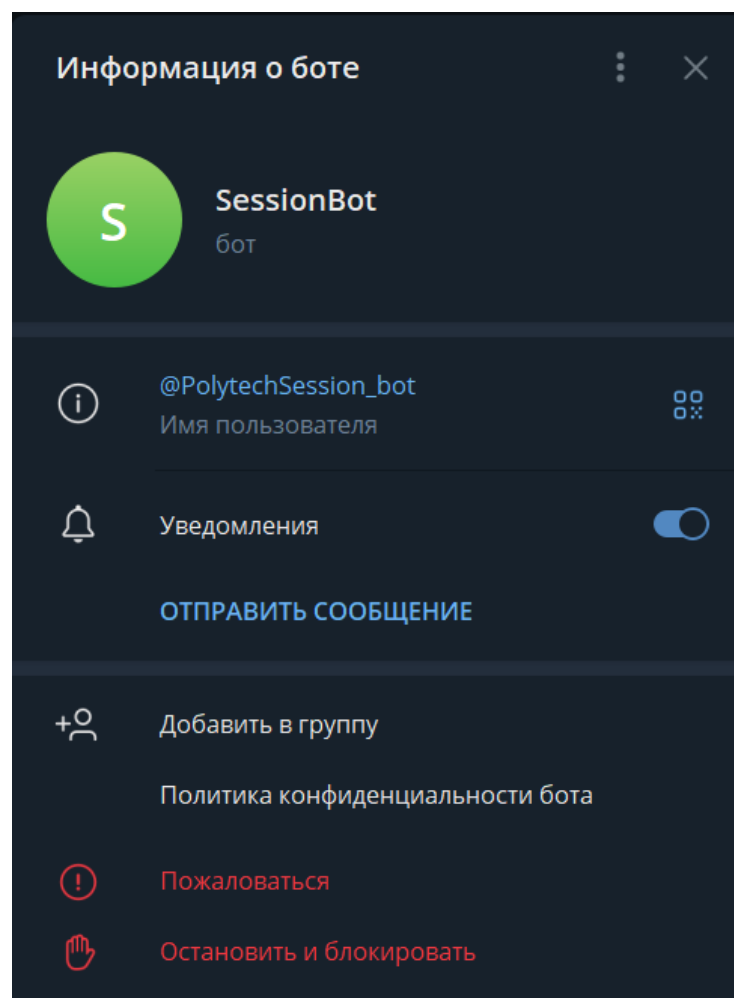 Информация о боте
S
SessionBot
бот
@PolytechSession_bot
Имя пользователя
Уведомления
ОТПРАВИТЬ СООБЩЕНИЕ
Добавить в группу
Политика конфиденциальности бота
Пожаловаться
Остановить и блокировать